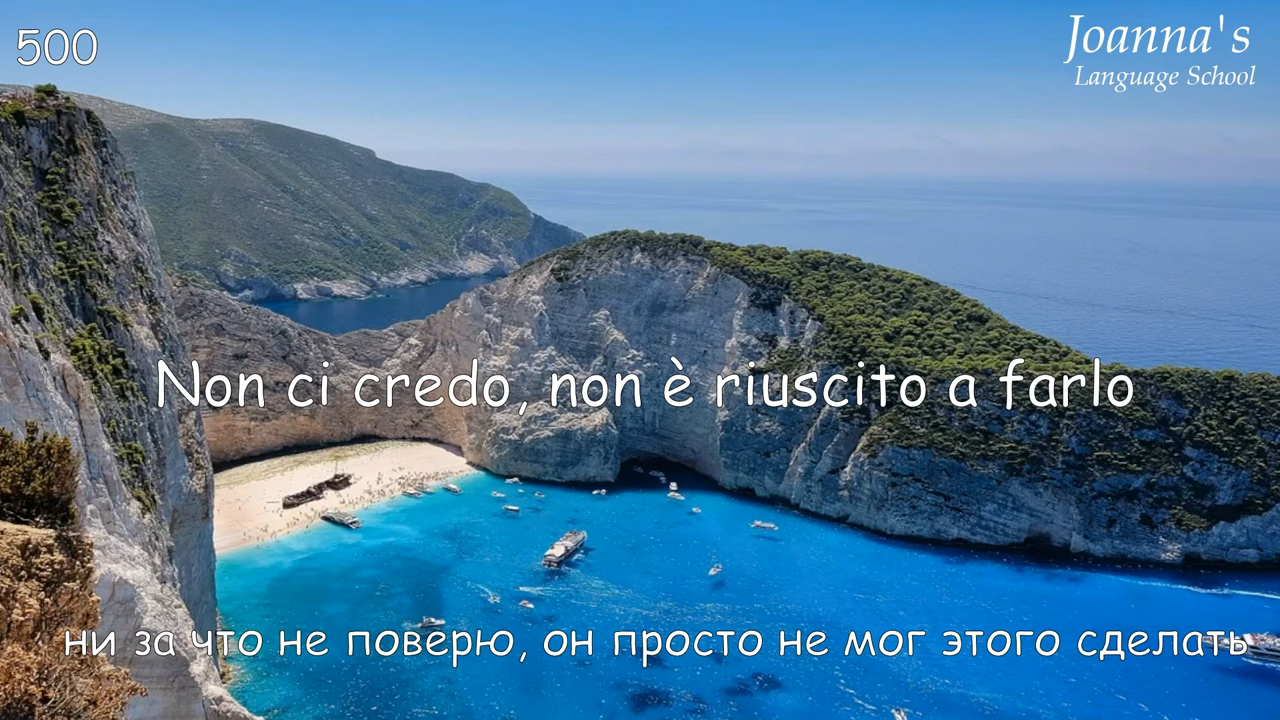 500
Joanna's
Language School
Non ci credo, non è riuscito a farlo
ни за что не поверю, он просто не мог этого сделать